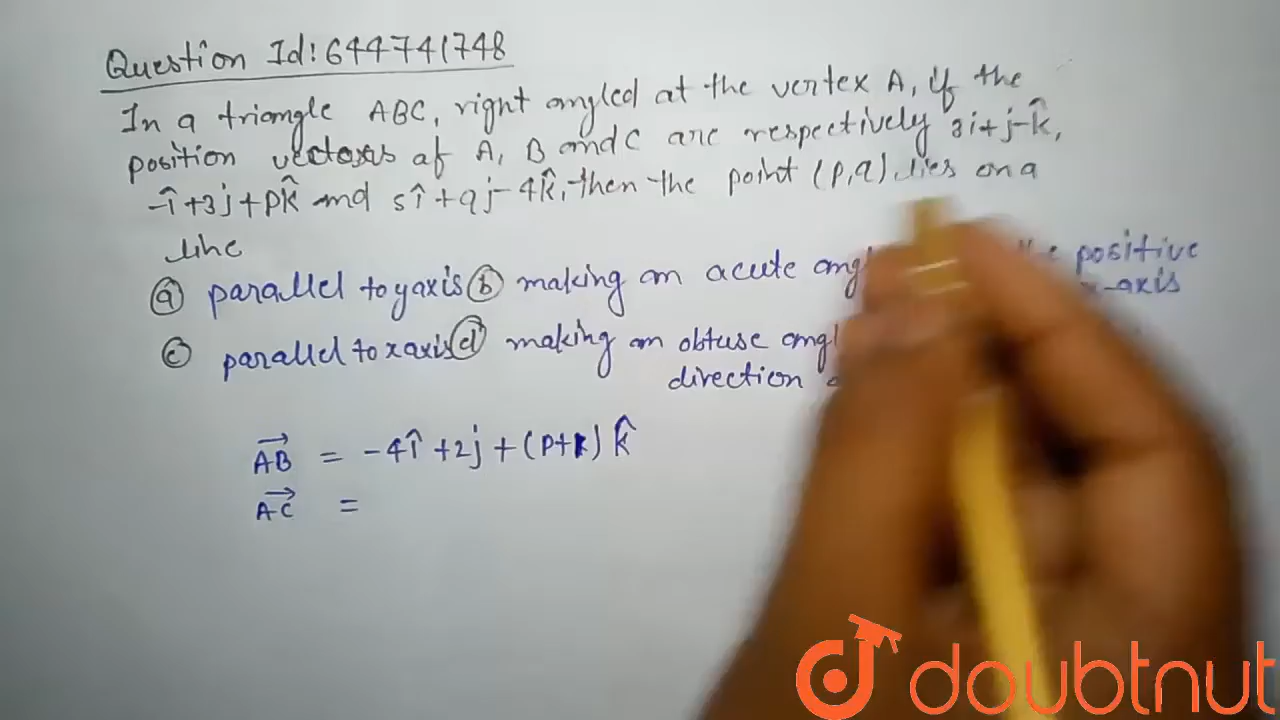 Question Id:644741748
In a triangle ABC, right angled at the vertex A, if the
position vectors of A, B and C are respectively 3i+j-k̂,
-î+3j+pk̂ and 5î+qj-4k̂, then the point (p,q) lies on a
line
(a) parallel to y axis (b) making an acute positive
x-axis
(c) parallel to x axis (d) making an obtuse
direction
AB→ = -4î+2j+(p+1)k̂
AC→ =
doubtnut